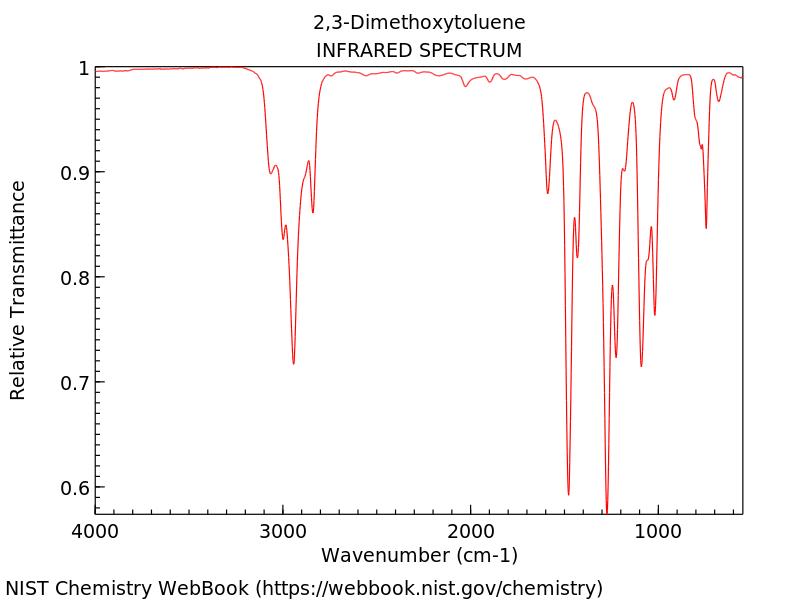 2,3-Dimethoxytoluene
INFRARED SPECTRUM
1
0.9
0.8
0.7
0.6
Relative Transmittance
4000 3000 2000 1000
Wavenumber (cm-1)
NIST Chemistry WebBook (https://webbook.nist.gov/chemistry)